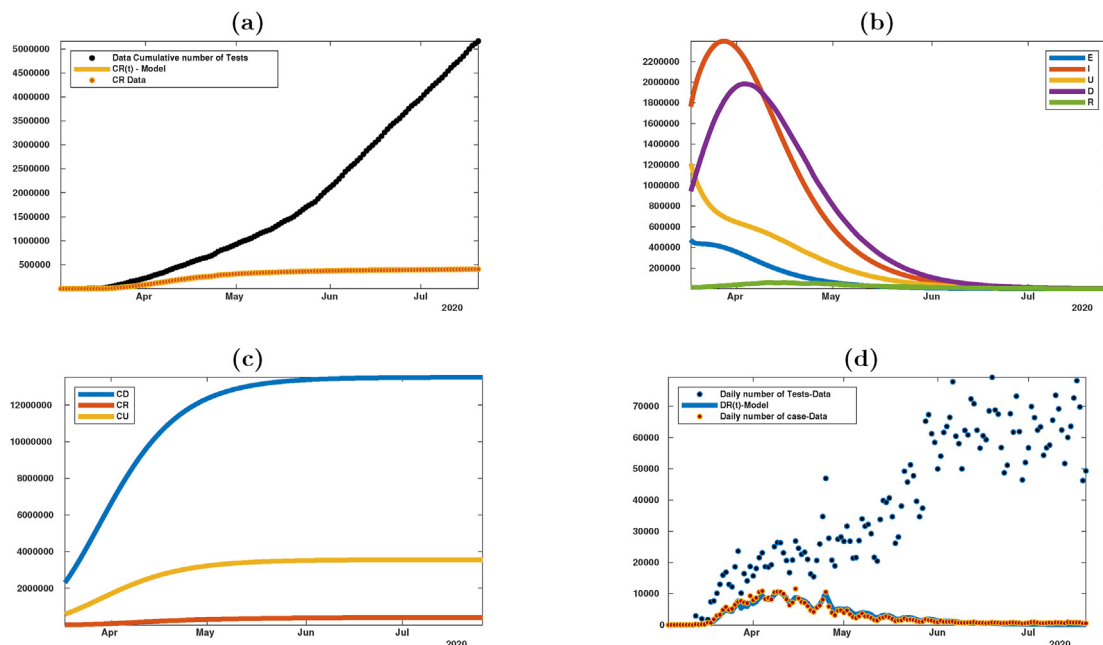 (a)
5000000
4500000
4000000
3500000
3000000
2500000
2000000
1500000
1000000
500000
Data Cumulative number of Tests
CR(t) - Model
CR Data
Apr May Jun Jul
2020
(b)
2200000
2000000
1800000
1600000
1400000
1200000
1000000
800000
600000
400000
200000
E
I
U
D
R
Apr May Jun Jul
2020
(c)
12000000
10000000
8000000
6000000
4000000
2000000
CD
CR
CU
Apr May Jun Jul
(d)
70000
60000
50000
40000
30000
20000
10000
0
Daily number of Tests-Data
DR(t)-Model
Daily number of case-Data
Apr May Jun Jul